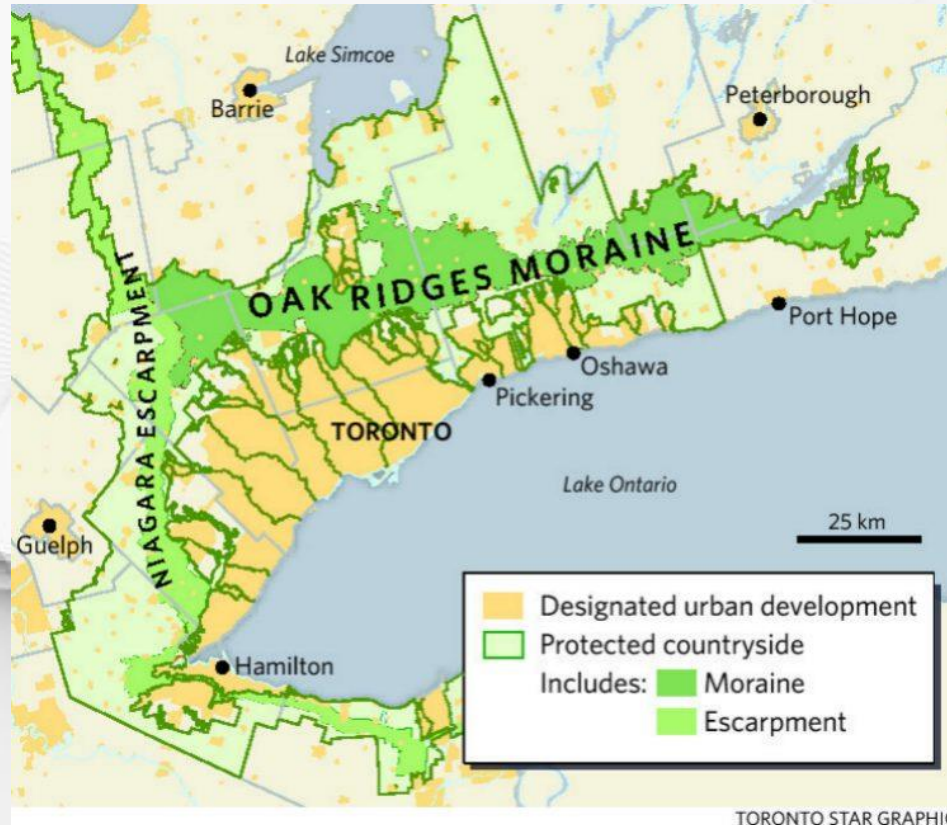 Lake Simcoe
Barrie
Peterborough
OAK RIDGES MORAINE
NIAGARA ESCARPMENT
Port Hope
Oshawa
Pickering
TORONTO
Lake Ontario
25 km
Guelph
Hamilton
Designated urban development
Protected countryside
Includes: Moraine
Escarpment
TORONTO STAR GRAPHI